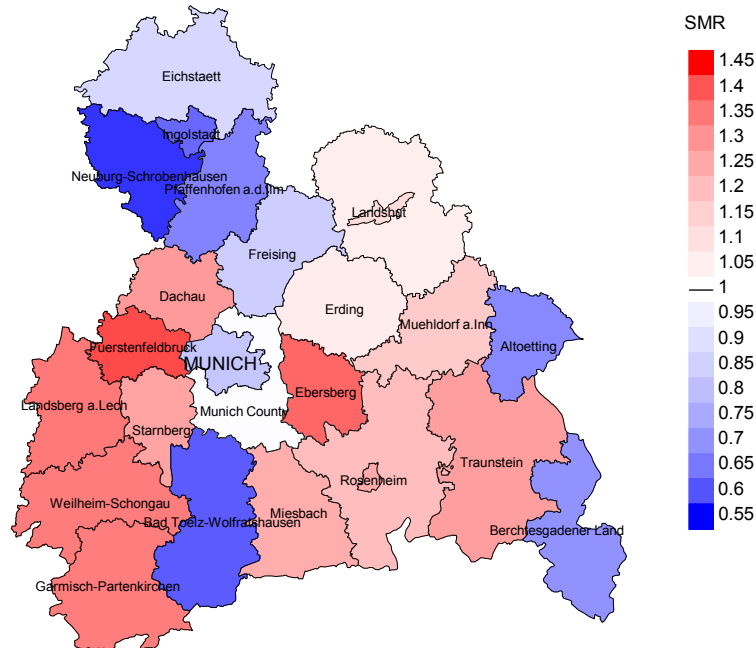 SMR
1.45
1.4
1.35
1.3
1.25
1.2
1.15
1.1
1.05
1
0.95
0.9
0.85
0.8
0.75
0.7
0.65
0.6
0.55
Eichstaett
Ingolstadt
Neuburg-Schrobenhausen
Pfaffenhofen a.d.Ilm
Landshut
Freising
Dachau
Erding
Muehldorf a.Inn
Altoetting
Fuerstenfeldbruck
MUNICH
Ebersberg
Landsberg a.Lech
Munich County
Starnberg
Traunstein
Rosenheim
Weilheim-Schongau
Miesbach
Bad Toelz-Wolfratshausen
Berchtesgadener Land
Garmisch-Partenkirchen